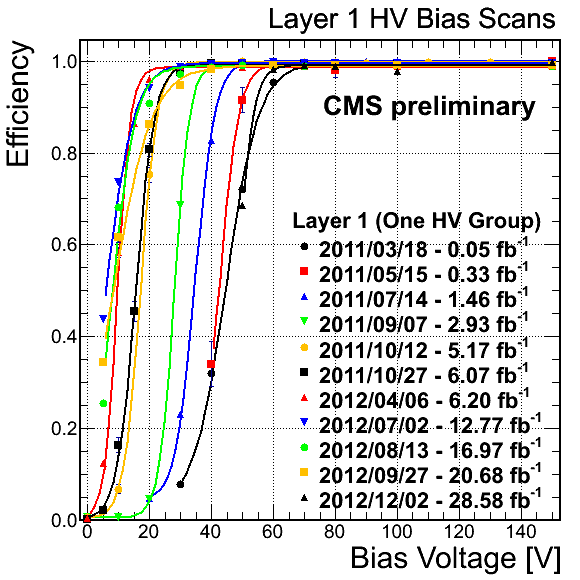 Layer 1 HV Bias Scans
Efficiency
1.0
0.8
0.6
0.4
0.2
0.0
CMS preliminary
Layer 1 (One HV Group)
2011/03/18 - 0.05 fb⁻¹
2011/05/15 - 0.33 fb⁻¹
2011/07/14 - 1.46 fb⁻¹
2011/09/07 - 2.93 fb⁻¹
2011/10/12 - 5.17 fb⁻¹
2011/10/27 - 6.07 fb⁻¹
2012/04/06 - 6.20 fb⁻¹
2012/07/02 - 12.77 fb⁻¹
2012/08/13 - 16.97 fb⁻¹
2012/09/27 - 20.68 fb⁻¹
2012/12/02 - 28.58 fb⁻¹
0 20 40 60 80 100 120 140
Bias Voltage [V]